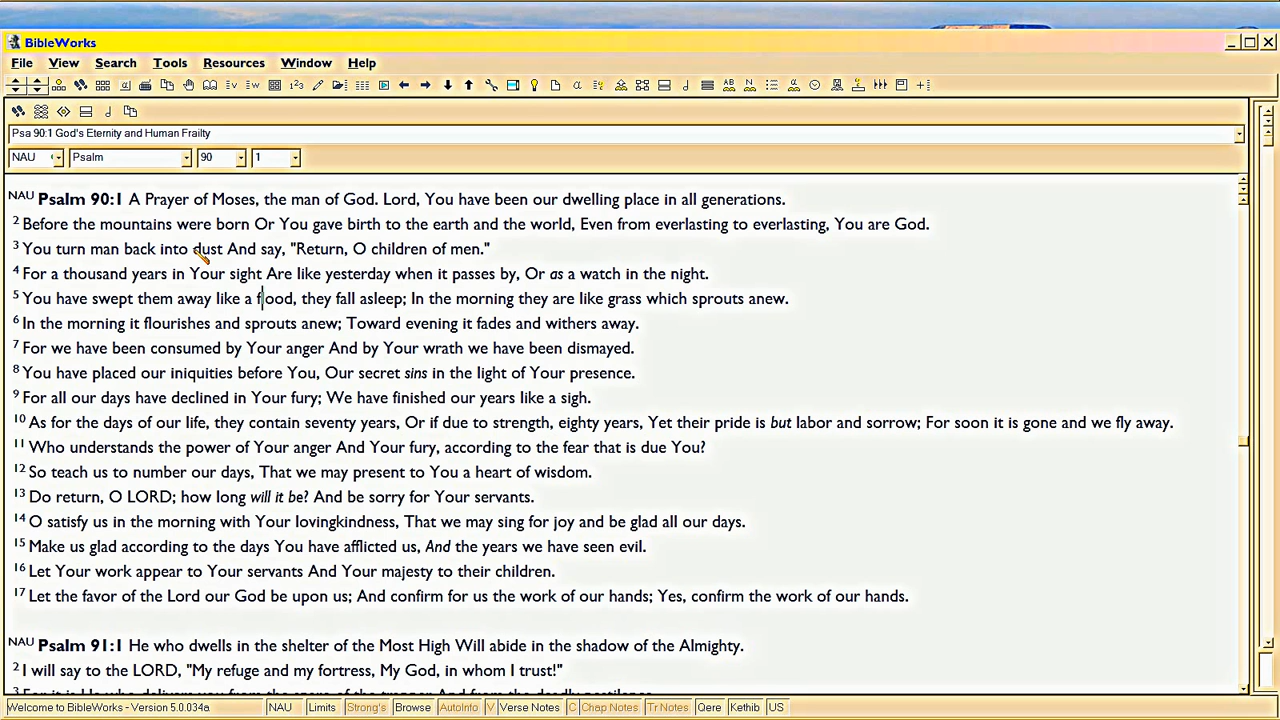 BibleWorks
File View Search Tools Resources Window Help
Psa 90:1 God's Eternity and Human Frailty
NAU Psalm 90 1
NAU Psalm 90:1 A Prayer of Moses, the man of God. Lord, You have been our dwelling place in all generations.
2 Before the mountains were born Or You gave birth to the earth and the world, Even from everlasting to everlasting, You are God.
3 You turn man back into dust And say, "Return, O children of men."
4 For a thousand years in Your sight Are like yesterday when it passes by, Or as a watch in the night.
5 You have swept them away like a flood, they fall asleep; In the morning they are like grass which sprouts anew.
6 In the morning it flourishes and sprouts anew; Toward evening it fades and withers away.
7 For we have been consumed by Your anger And by Your wrath we have been dismayed.
8 You have placed our iniquities before You, Our secret sins in the light of Your presence.
9 For all our days have declined in Your fury; We have finished our years like a sigh.
10 As for the days of our life, they contain seventy years, Or if due to strength, eighty years, Yet their pride is but labor and sorrow; For soon it is gone and we fly away.
11 Who understands the power of Your anger And Your fury, according to the fear that is due You?
12 So teach us to number our days, That we may present to You a heart of wisdom.
13 Do return, O LORD; how long will it be? And be sorry for Your servants.
14 O satisfy us in the morning with Your lovingkindness, That we may sing for joy and be glad all our days.
15 Make us glad according to the days You have afflicted us, And the years we have seen evil.
16 Let Your work appear to Your servants And Your majesty to their children.
17 Let the favor of the Lord our God be upon us; And confirm for us the work of our hands; Yes, confirm the work of our hands.
NAU Psalm 91:1 He who dwells in the shelter of the Most High Will abide in the shadow of the Almighty.
2 I will say to the LORD, "My refuge and my fortress, My God, in whom I trust!"
3 For it is He who delivers you from the snare of the trapper And from the deadly pestilence.
Welcome to BibleWorks - Version 5.0.034a NAU Limits Strong's Browse AutoInfo V Verse Notes C Chap Notes Tr Notes Qere Kethib US